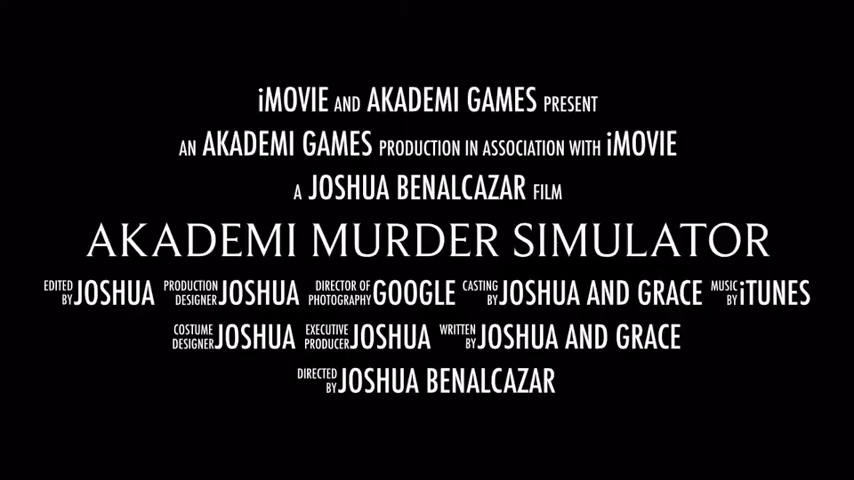 iMOVIE AND AKADEMI GAMES PRESENT
AN AKADEMI GAMES PRODUCTION IN ASSOCIATION WITH iMOVIE
A JOSHUA BENALCAZAR FILM
AKADEMI MURDER SIMULATOR
EDITED BY JOSHUA PRODUCTION DESIGNER JOSHUA DIRECTOR OF PHOTOGRAPHY GOOGLE CASTING BY JOSHUA AND GRACE MUSIC BY iTUNES
COSTUME DESIGNER JOSHUA EXECUTIVE PRODUCER JOSHUA WRITTEN BY JOSHUA AND GRACE
DIRECTED BY JOSHUA BENALCAZAR